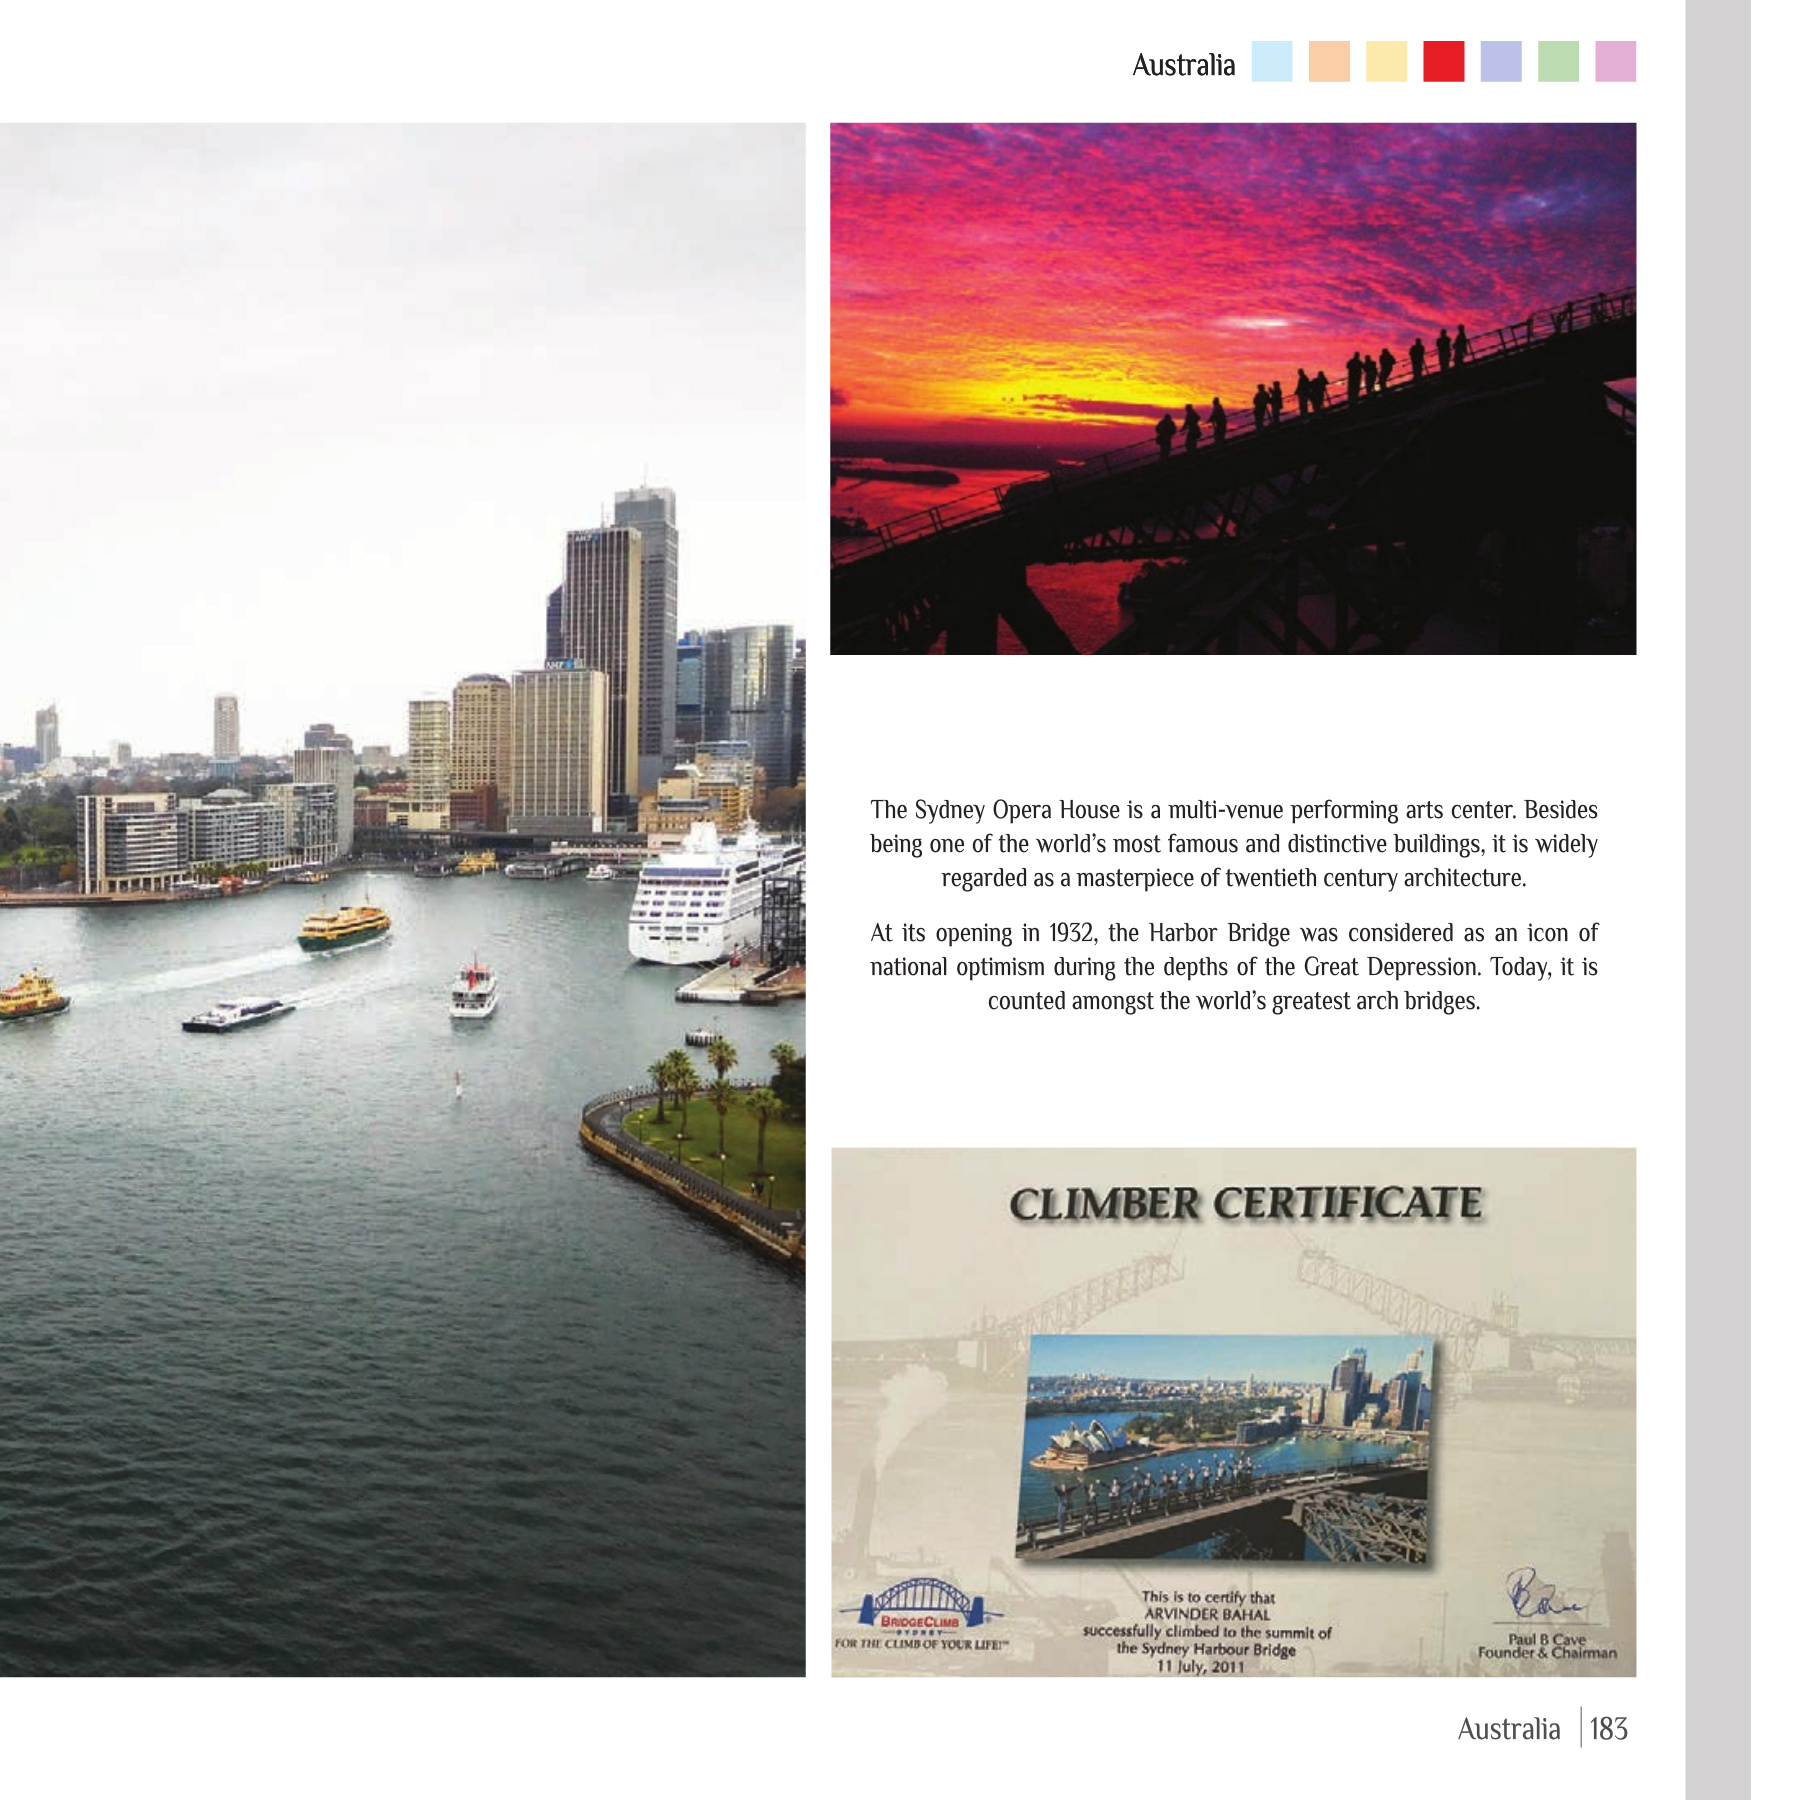 Australia
AMP
AMP
The Sydney Opera House is a multi-venue performing arts center. Besides
being one of the world’s most famous and distinctive buildings, it is widely
regarded as a masterpiece of twentieth century architecture.
At its opening in 1932, the Harbor Bridge was considered as an icon of
national optimism during the depths of the Great Depression. Today, it is
counted amongst the world’s greatest arch bridges.
CLIMBER CERTIFICATE
BRIDGECLIMB
SYDNEY
FOR THE CLIMB OF YOUR LIFE!™
This is to certify that
ARVINDER BAHAL
successfully climbed to the summit of
the Sydney Harbour Bridge
11 July, 2011
Paul B Cave
Founder & Chairman
Australia | 183